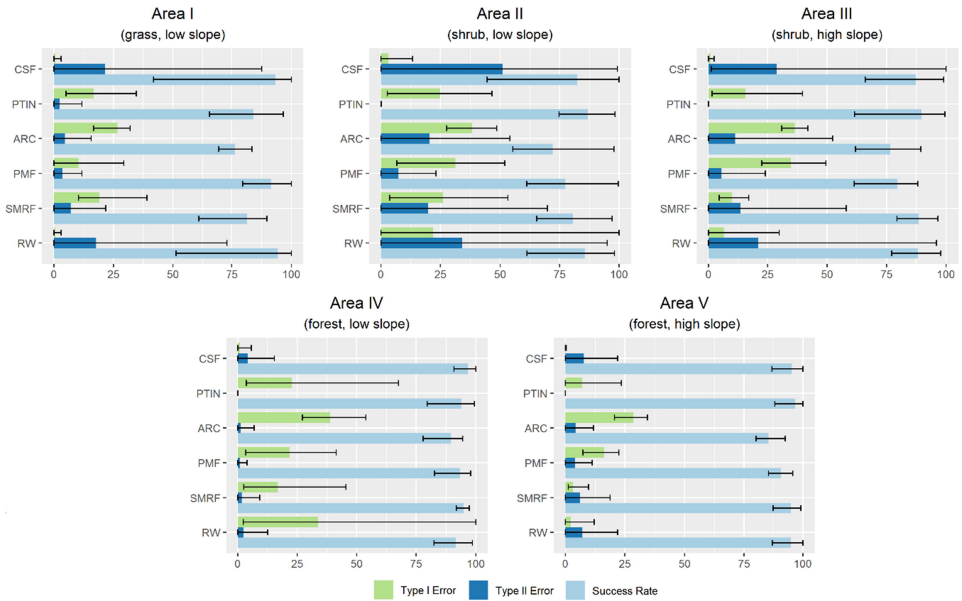 Area I
(grass, low slope)
CSF
PTIN
ARC
PMF
SMRF
RW
0
25
50
75
100
Area II
(shrub, low slope)
CSF
PTIN
ARC
PMF
SMRF
RW
0
25
50
75
100
Area III
(shrub, high slope)
CSF
PTIN
ARC
PMF
SMRF
RW
0
25
50
75
100
Area IV
(forest, low slope)
CSF
PTIN
ARC
PMF
SMRF
RW
0
25
50
75
100
Area V
(forest, high slope)
CSF
PTIN
ARC
PMF
SMRF
RW
0
25
50
75
100
Type I Error
Type II Error
Success Rate